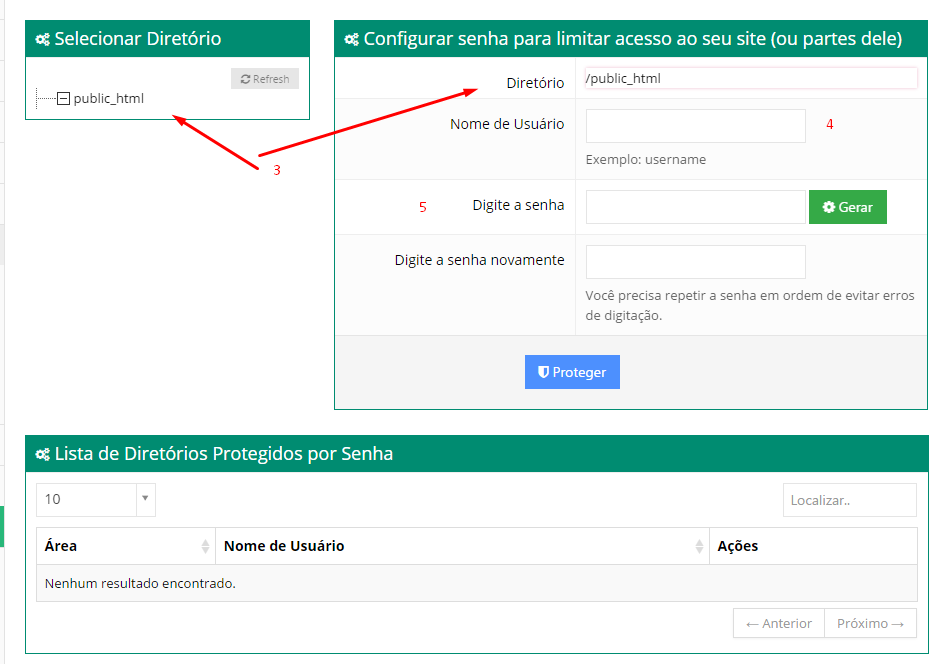 Selecionar Diretório
Refresh
public_html
3
Configurar senha para limitar acesso ao seu site (ou partes dele)
Diretório /public_html
Nome de Usuário 4
Exemplo: username
5 Digite a senha Gerar
Digite a senha novamente
Você precisa repetir a senha em ordem de evitar erros
de digitação.
Proteger
Lista de Diretórios Protegidos por Senha
10 Localizar..
Área Nome de Usuário Ações
Nenhum resultado encontrado.
← Anterior Próximo →